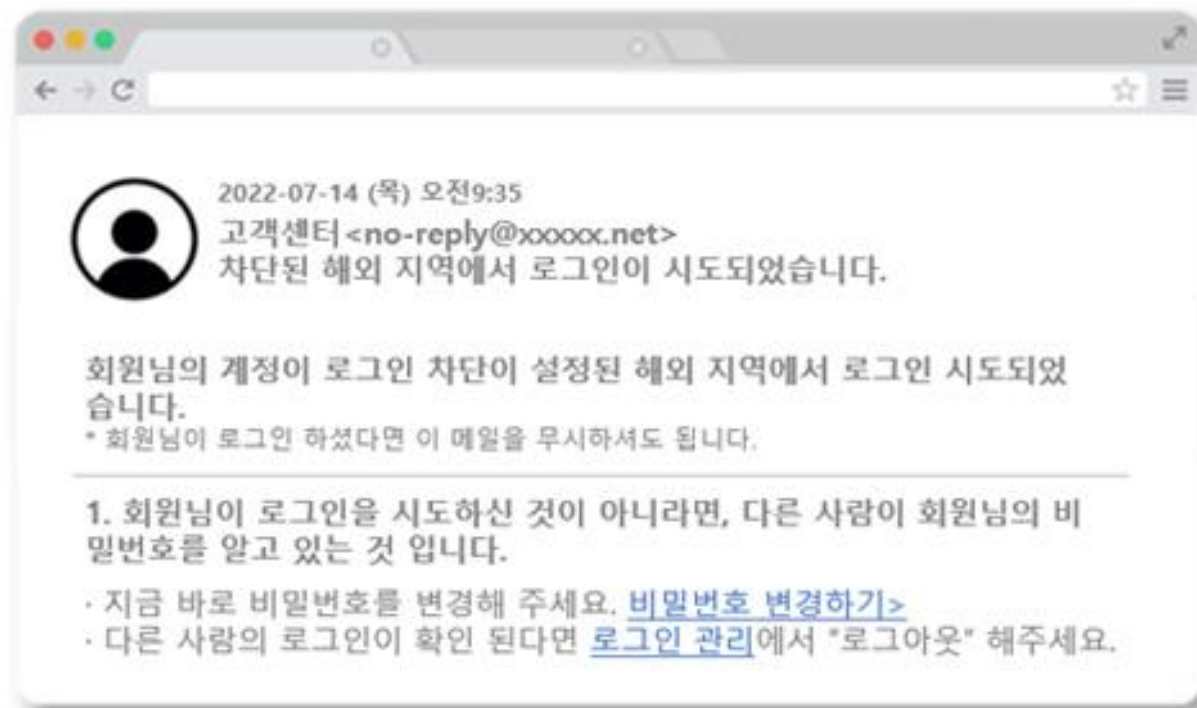 2022-07-14 (목) 오전9:35
고객센터<no-reply@xxxxx.net>
차단된 해외 지역에서 로그인이 시도되었습니다.
회원님의 계정이 로그인 차단이 설정된 해외 지역에서 로그인 시도되었
습니다.
* 회원님이 로그인 하셨다면 이 메일을 무시하셔도 됩니다.
1. 회원님이 로그인을 시도하신 것이 아니라면, 다른 사람이 회원님의 비
밀번호를 알고 있는 것 입니다.
· 지금 바로 비밀번호를 변경해 주세요. 비밀번호 변경하기>
· 다른 사람의 로그인이 확인 된다면 로그인 관리에서 "로그아웃" 해주세요.